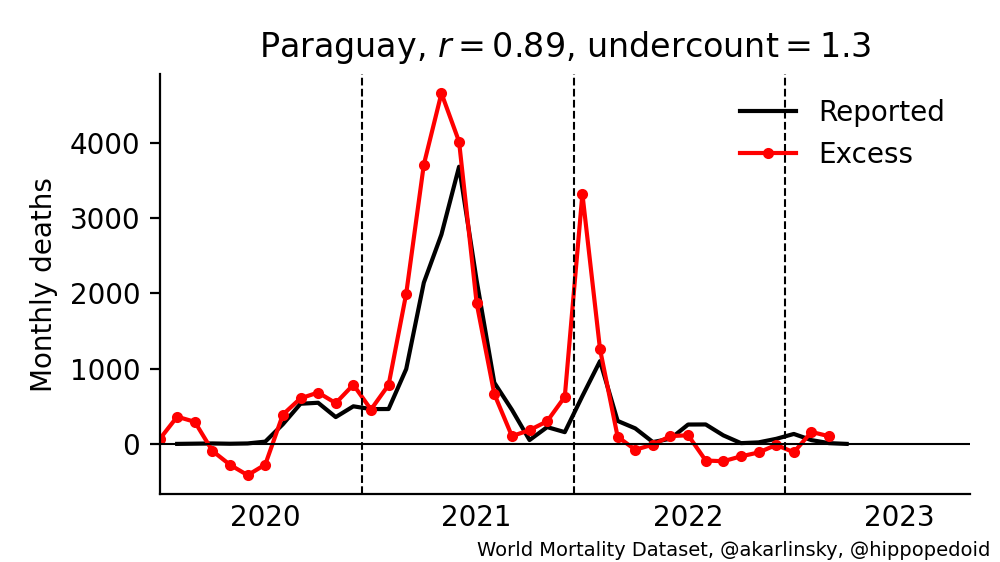 Paraguay, r = 0.89, undercount = 1.3
Monthly deaths
4000
3000
2000
1000
0
Reported
Excess
2020 2021 2022 2023
World Mortality Dataset, @akarlinsky, @hippopedoid